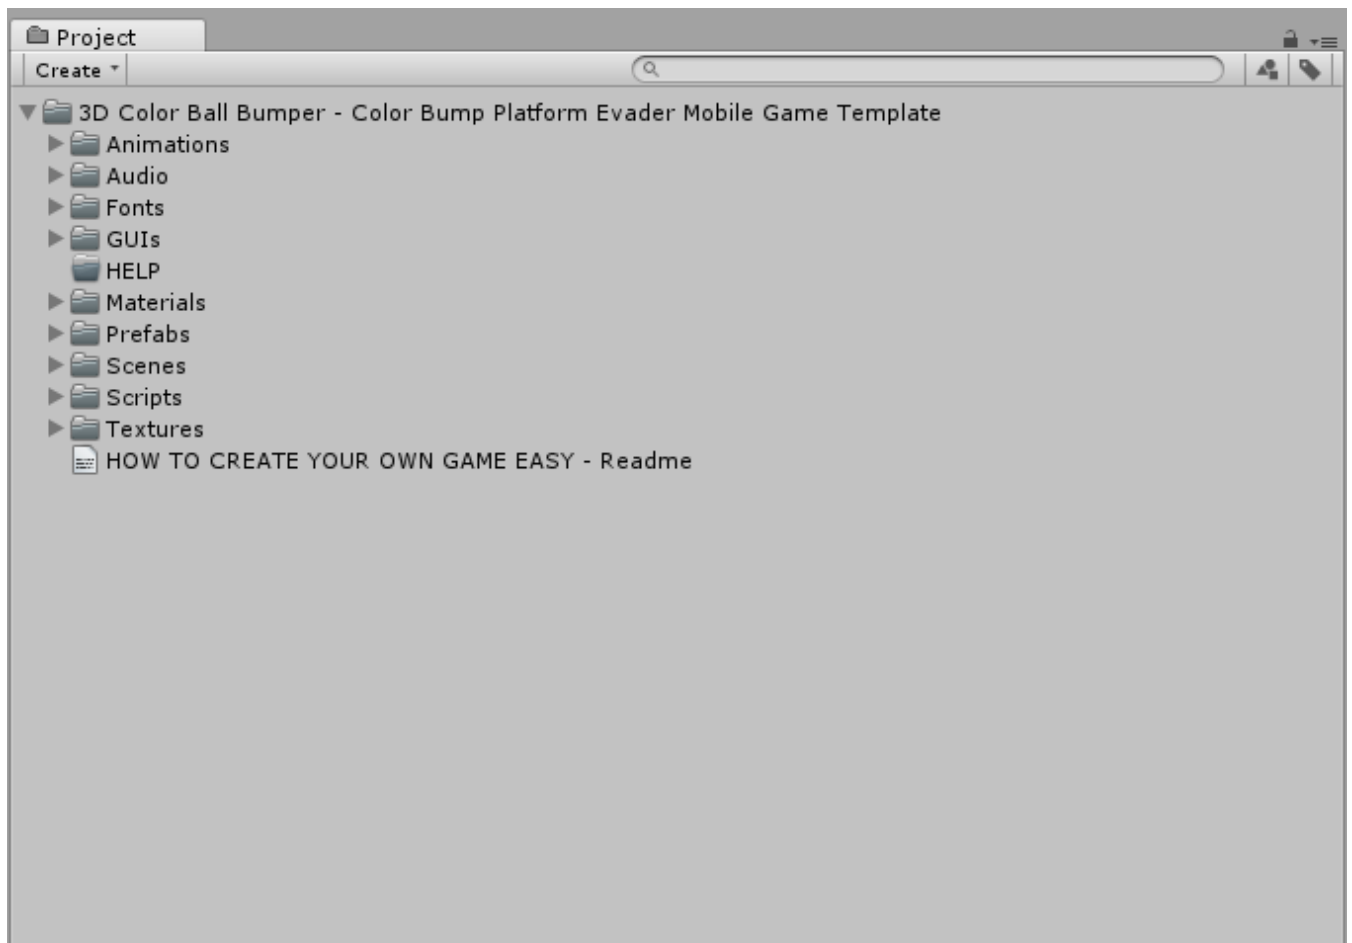 Project
Create
3D Color Ball Bumper - Color Bump Platform Evader Mobile Game Template
Animations
Audio
Fonts
GUIs
HELP
Materials
Prefabs
Scenes
Scripts
Textures
HOW TO CREATE YOUR OWN GAME EASY - Readme